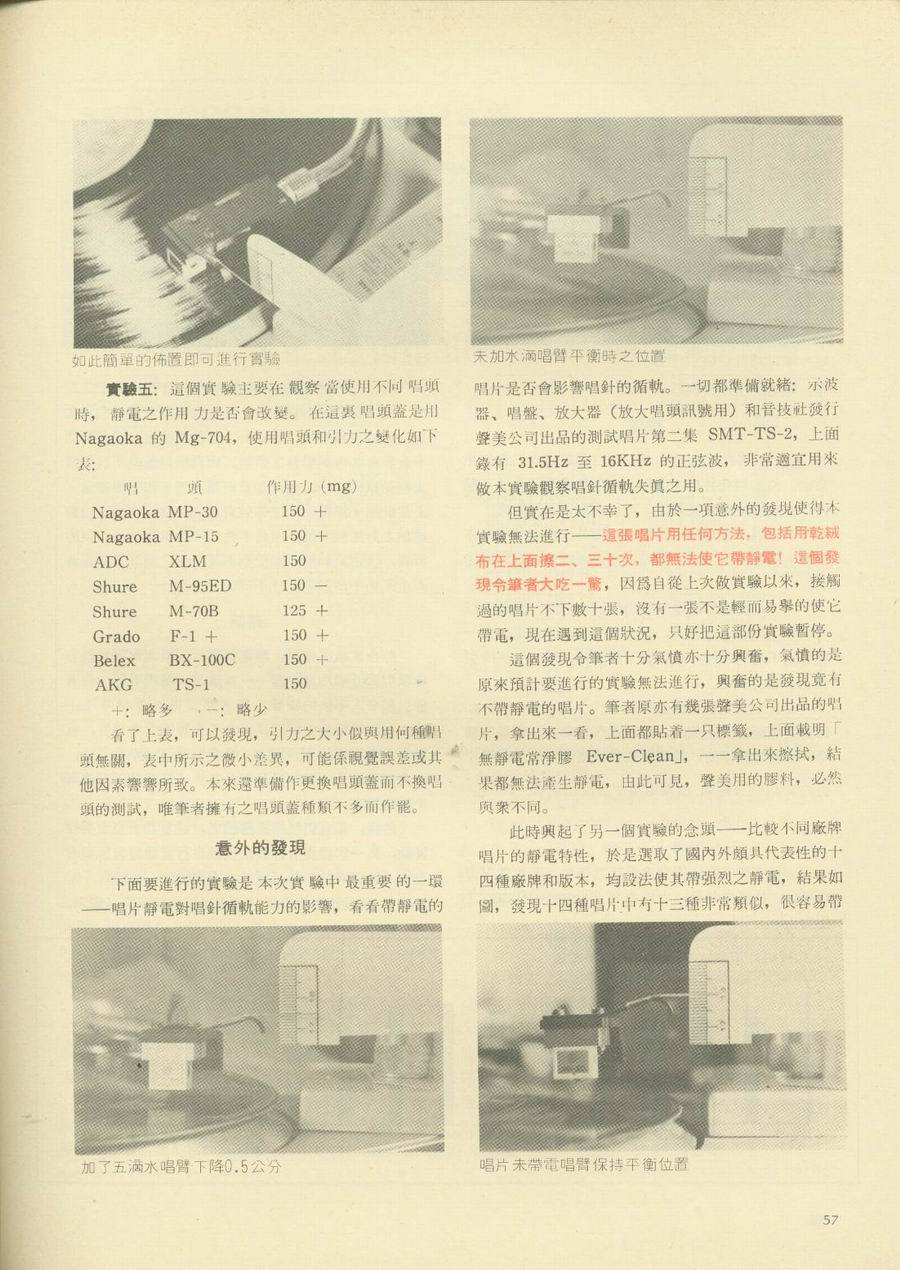 如此簡單的佈置即可進行實驗
實驗五：這個實驗主要在觀察當使用不同唱頭
時，靜電之作用力是否會改變。在這裏唱頭蓋是用
Nagaoka 的 Mg-704，使用唱頭和引力之變化如下
表：
唱　　頭　　作用力 (mg)
Nagaoka MP-30　　150 ＋
Nagaoka MP-15　　150 ＋
ADC　　XLM　　150
Shure　　M-95ED　　150 －
Shure　　M-70B　　125 ＋
Grado　　F-1 ＋　　150 ＋
Belex　　BX-100C　　150 ＋
AKG　　TS-1　　150
＋：略多　－：略少
看了上表，可以發現，引力之大小似與用何種唱
頭無關，表中所示之微小差異，可能係視覺誤差或其
他因素響響所致。本來還準備作更換唱頭蓋而不換唱
頭的測試，唯筆者擁有之唱頭蓋種類不多而作罷。
意外的發現
下面要進行的實驗是本次實驗中最重要的一環
——唱片靜電對唱針循軌能力的影響，看看帶靜電的
加了五滴水唱臂下降0.5公分
未加水滴唱臂平衡時之位置
唱片是否會影響唱針的循軌。一切都準備就緒：示波
器、唱盤、放大器（放大唱頭訊號用）和音技社發行
聲美公司出品的測試唱片第二集 SMT-TS-2，上面
錄有 31.5Hz 至 16KHz 的正弦波，非常適宜用來
做本實驗觀察唱針循軌失眞之用。
但實在是太不幸了，由於一項意外的發現使得本
實驗無法進行——這張唱片用任何方法，包括用乾絨
布在上面擦二、三十次，都無法使它帶靜電！這個發
現令筆者大吃一驚，因爲自從上次做實驗以來，接觸
過的唱片不下數十張，沒有一張不是輕而易舉的使它
帶電，現在遇到這個狀況，只好把這部份實驗暫停。
這個發現令筆者十分氣憤亦十分興奮，氣憤的是
原來預計要進行的實驗無法進行，興奮的是發現竟有
不帶靜電的唱片。筆者原亦有幾張聲美公司出品的唱
片，拿出來一看，上面都貼着一只標籤，上面載明「
無靜電常淨膠 Ever-Clean」，一一拿出來擦拭，結
果都無法產生靜電，由此可見，聲美用的膠料，必然
與衆不同。
此時興起了另一個實驗的念頭——比較不同廠牌
唱片的靜電特性，於是選取了國內外頗具代表性的十
四種廠牌和版本，均設法使其帶强烈之靜電，結果如
圖，發現十四種唱片中有十三種非常類似，很容易帶
唱片未帶電唱臂保持平衡位置
57